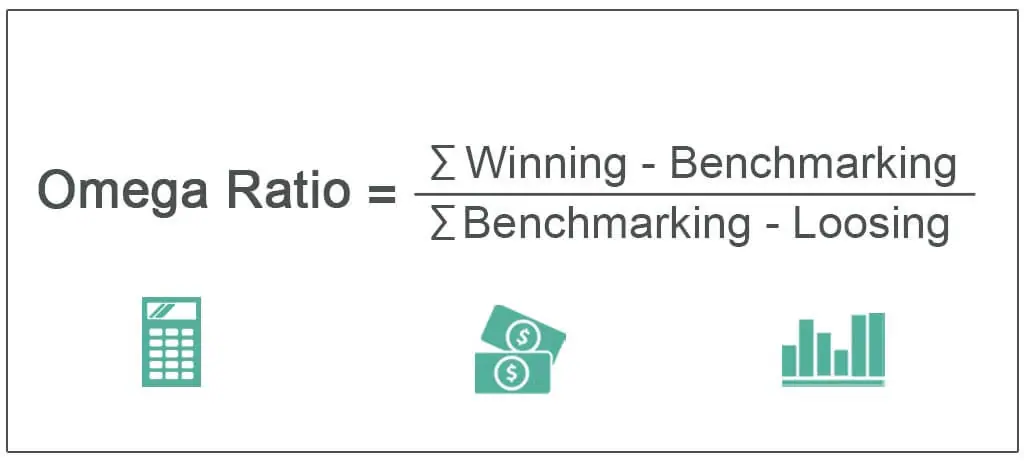 Omega Ratio = ∑ Winning - Benchmarking
∑ Benchmarking - Loosing
$
$